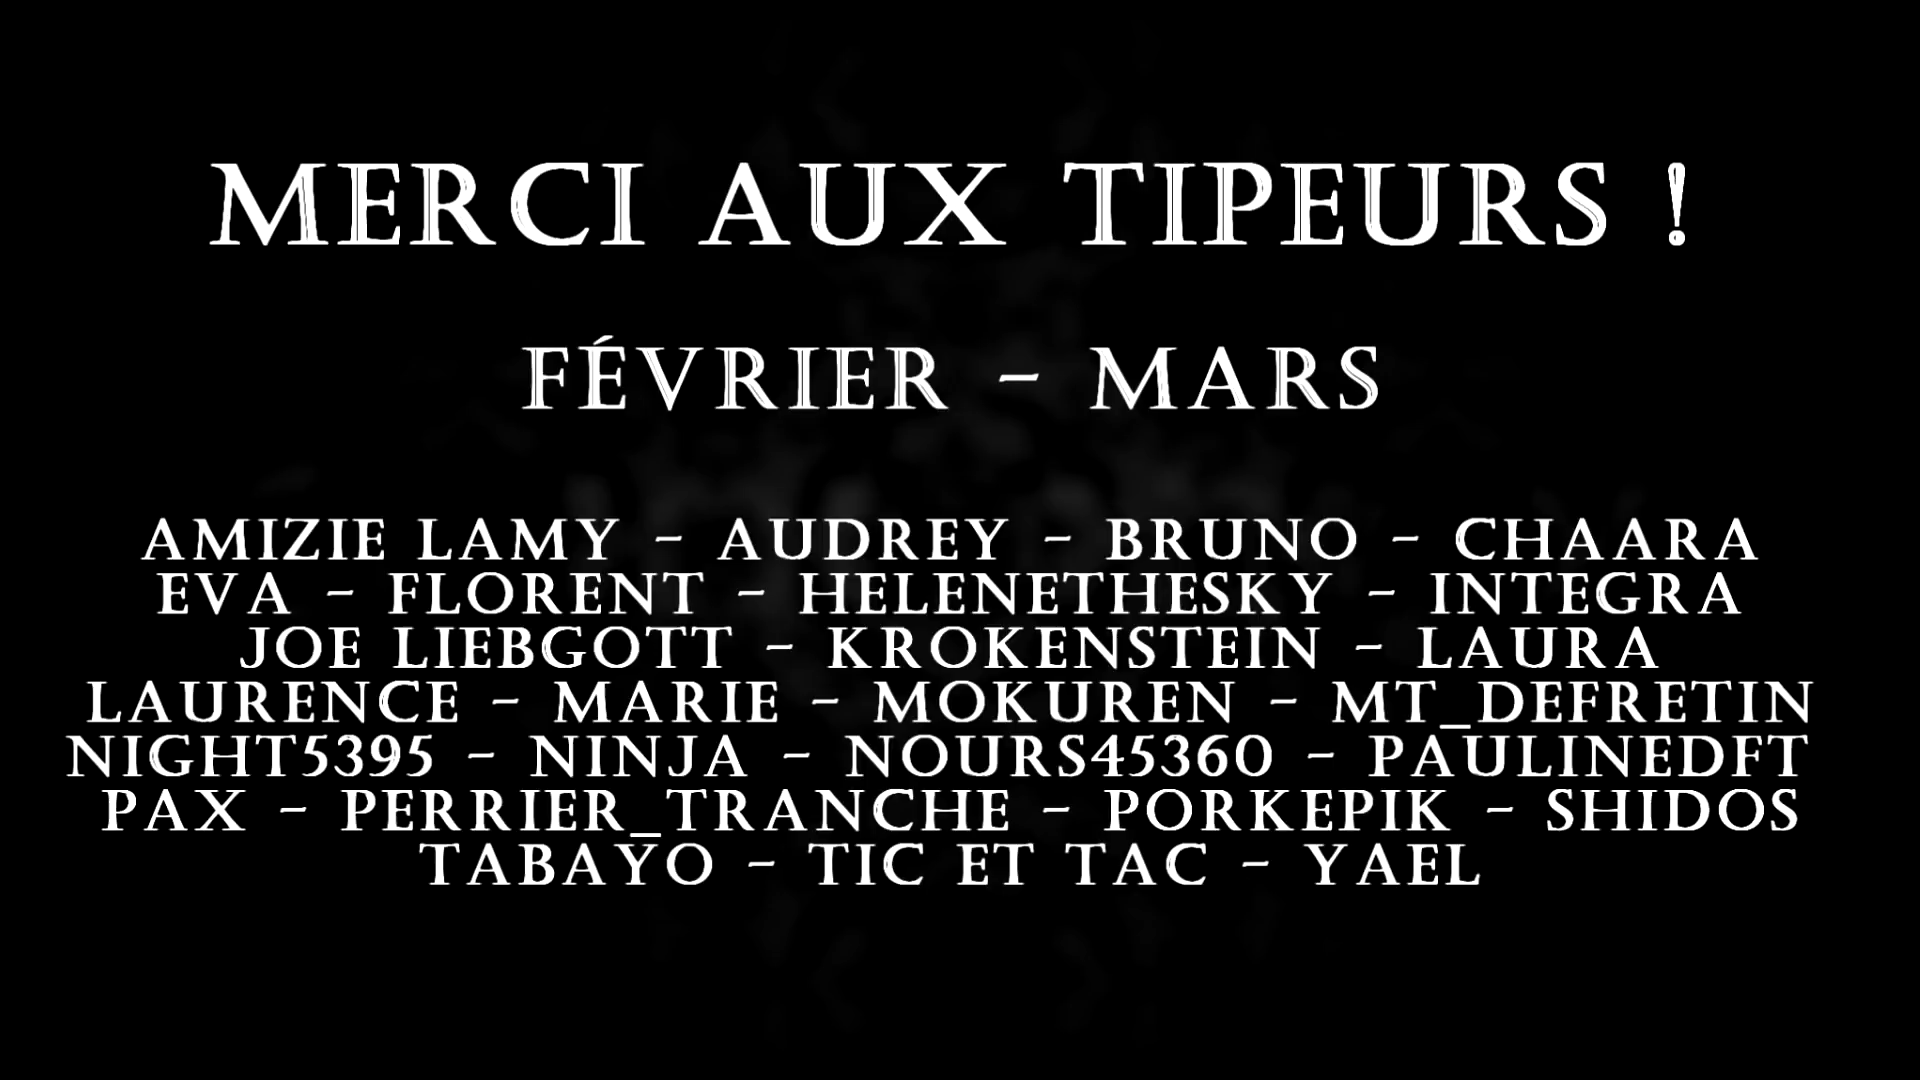 MERCI AUX TIPEURS !
FÉVRIER - MARS
AMIZIE LAMY - AUDREY - BRUNO - CHAARA
EVA - FLORENT - HELENETHESKY - INTEGRA
JOE LIEBGOTT - KROKENSTEIN - LAURA
LAURENCE - MARIE - MOKUREN - MT_DEFRETIN
NIGHT5395 - NINJA - NOURS45360 - PAULINEDFT
PAX - PERRIER_TRANCHE - PORKEPIK - SHIDOS
TABAYO - TIC ET TAC - YAEL